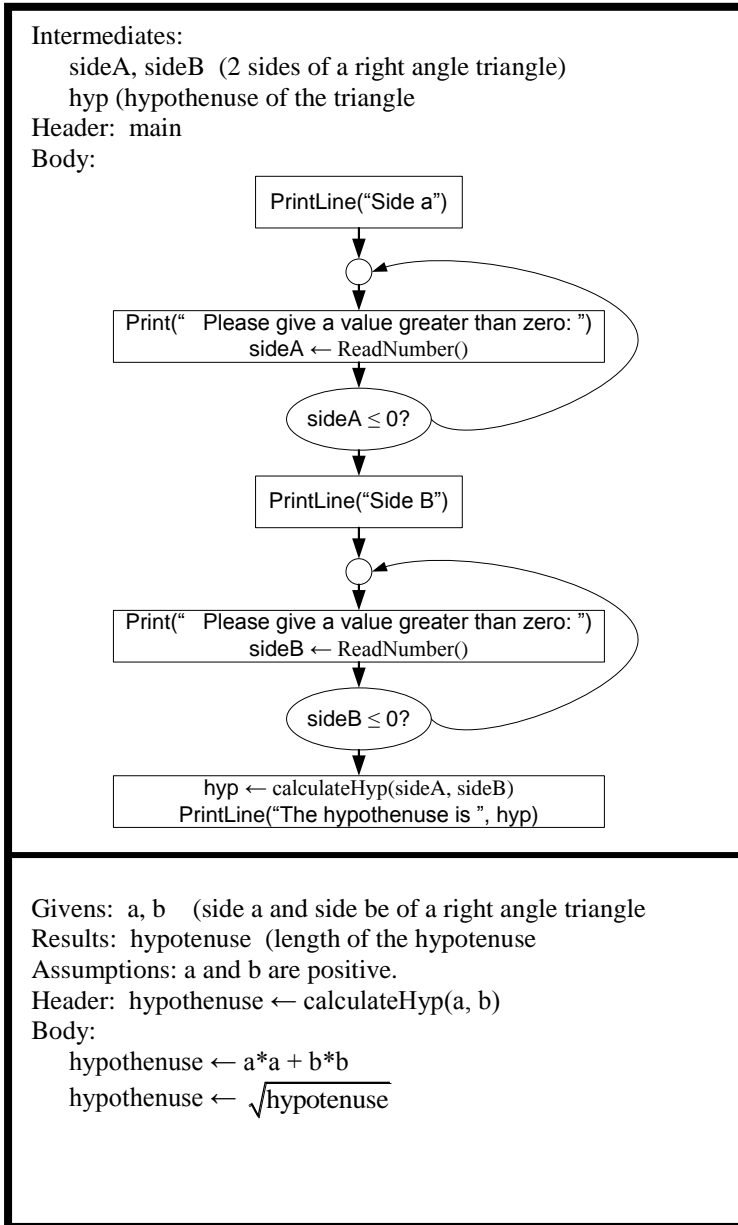 Intermediates:
sideA, sideB (2 sides of a right angle triangle)
hyp (hypothenuse of the triangle
Header: main
Body:
PrintLine(“Side a”)
Print(“ Please give a value greater than zero: ”)
sideA ← ReadNumber()
sideA ≤ 0?
PrintLine(“Side B”)
Print(“ Please give a value greater than zero: ”)
sideB ← ReadNumber()
sideB ≤ 0?
hyp ← calculateHyp(sideA, sideB)
PrintLine(“The hypothenuse is ”, hyp)
Givens: a, b (side a and side be of a right angle triangle
Results: hypotenuse (length of the hypotenuse
Assumptions: a and b are positive.
Header: hypothenuse ← calculateHyp(a, b)
Body:
hypothenuse ← a*a + b*b
hypothenuse ← √hypotenuse